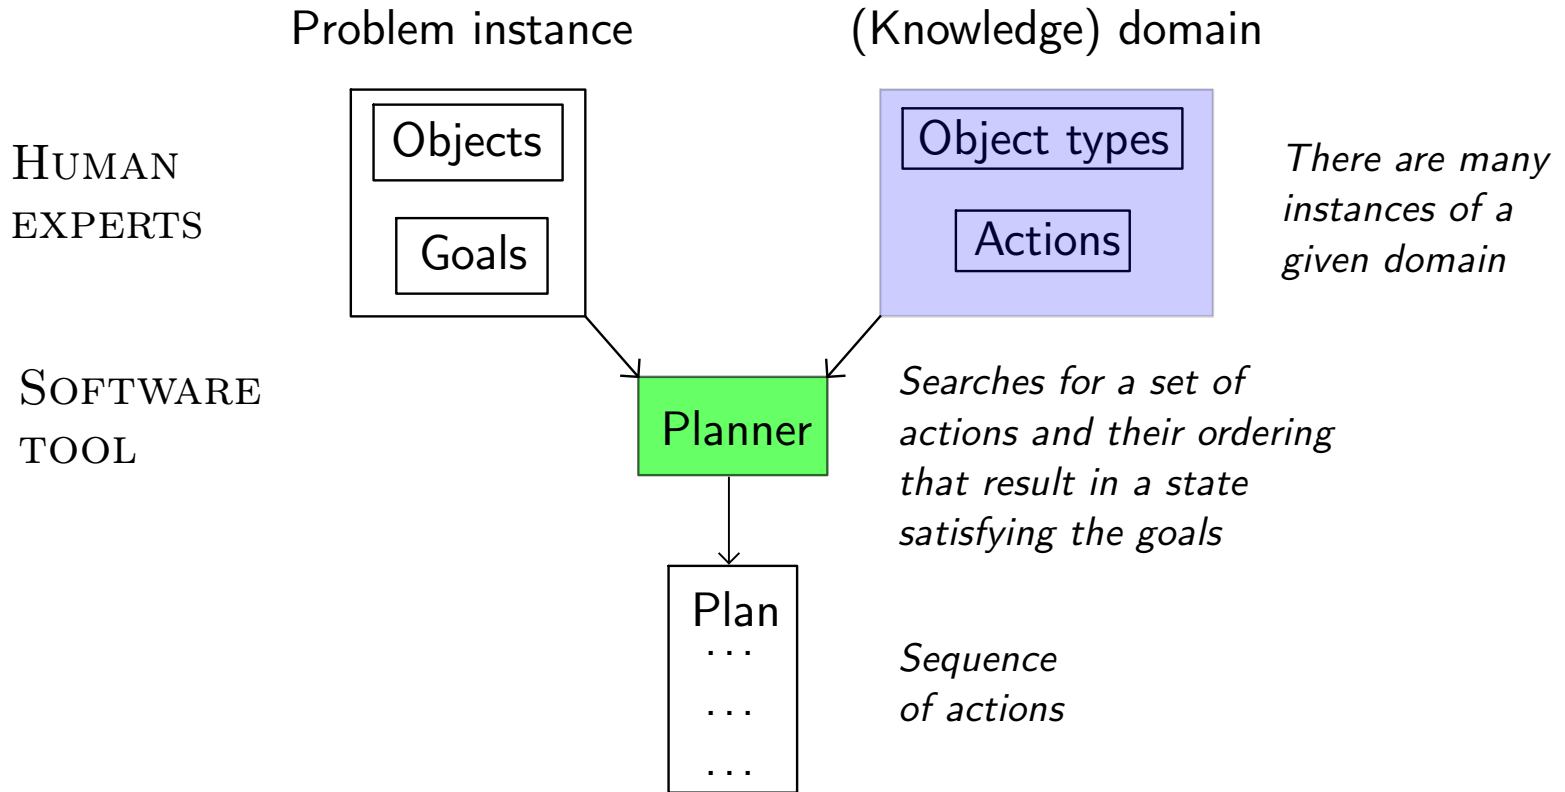 Problem instance
(Knowledge) domain
HUMAN
EXPERTS
Objects
Goals
Object types
Actions
There are many
instances of a
given domain
SOFTWARE
TOOL
Planner
Searches for a set of
actions and their ordering
that result in a state
satisfying the goals
Plan
...
...
...
Sequence
of actions